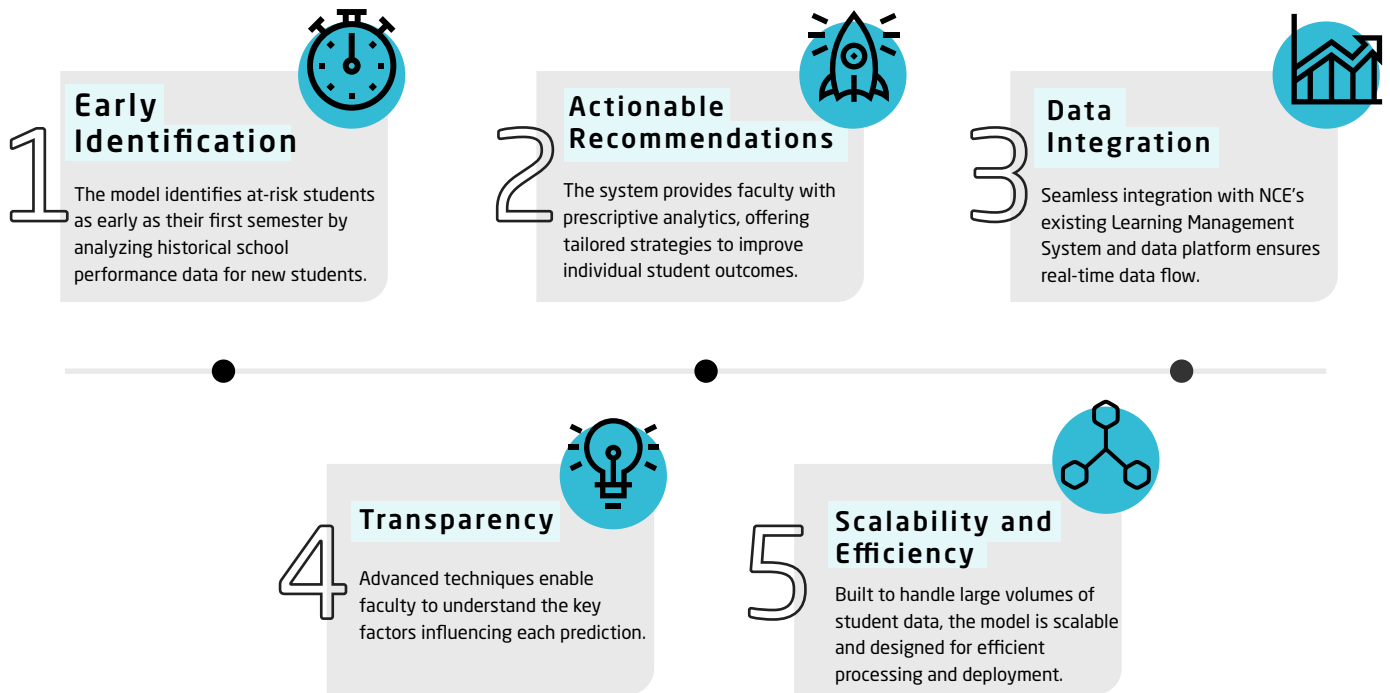 1
Early
Identification
The model identifies at-risk students
as early as their first semester by
analyzing historical school
performance data for new students.
2
Actionable
Recommendations
The system provides faculty with
prescriptive analytics, offering
tailored strategies to improve
individual student outcomes.
3
Data
Integration
Seamless integration with NCE's
existing Learning Management
System and data platform ensures
real-time data flow.
4
Transparency
Advanced techniques enable
faculty to understand the key
factors influencing each prediction.
5
Scalability and
Efficiency
Built to handle large volumes of
student data, the model is scalable
and designed for efficient
processing and deployment.